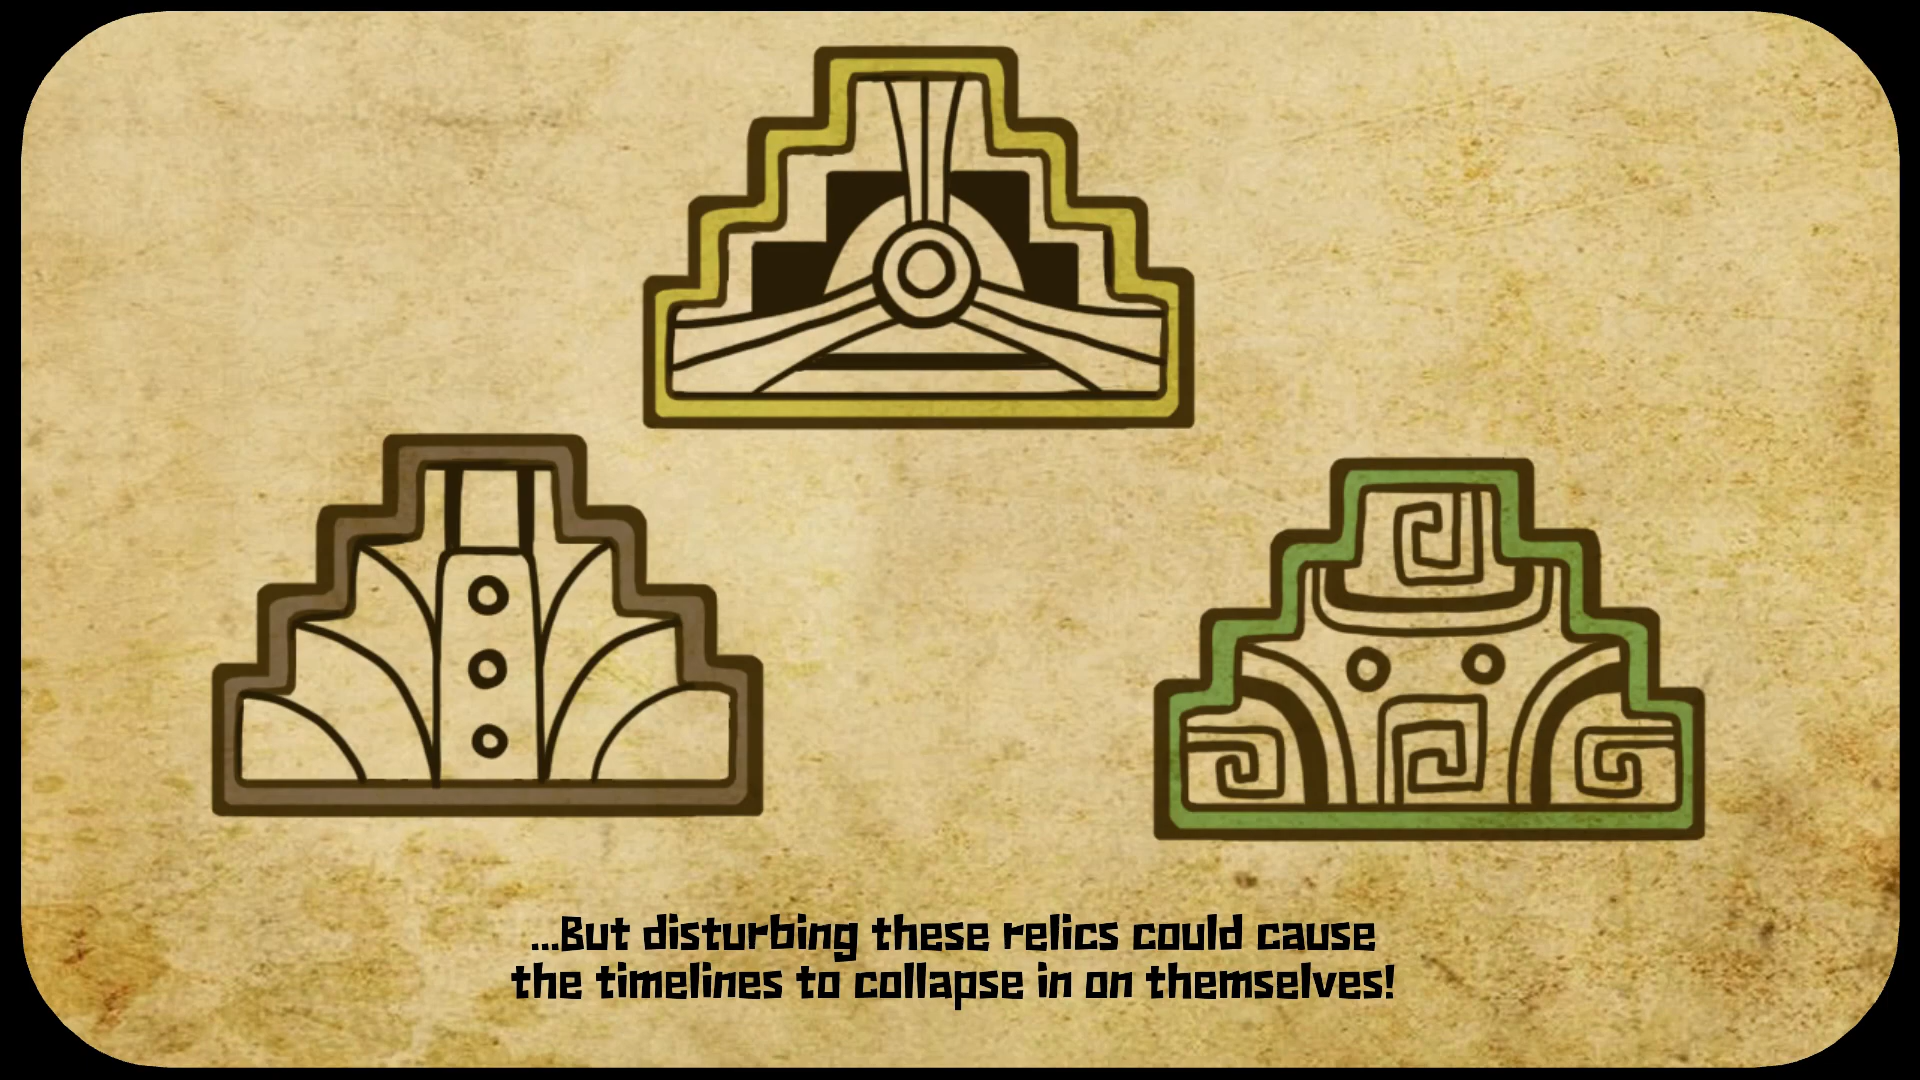 ...But disturbing these relics could cause
the timelines to collapse in on themselves!